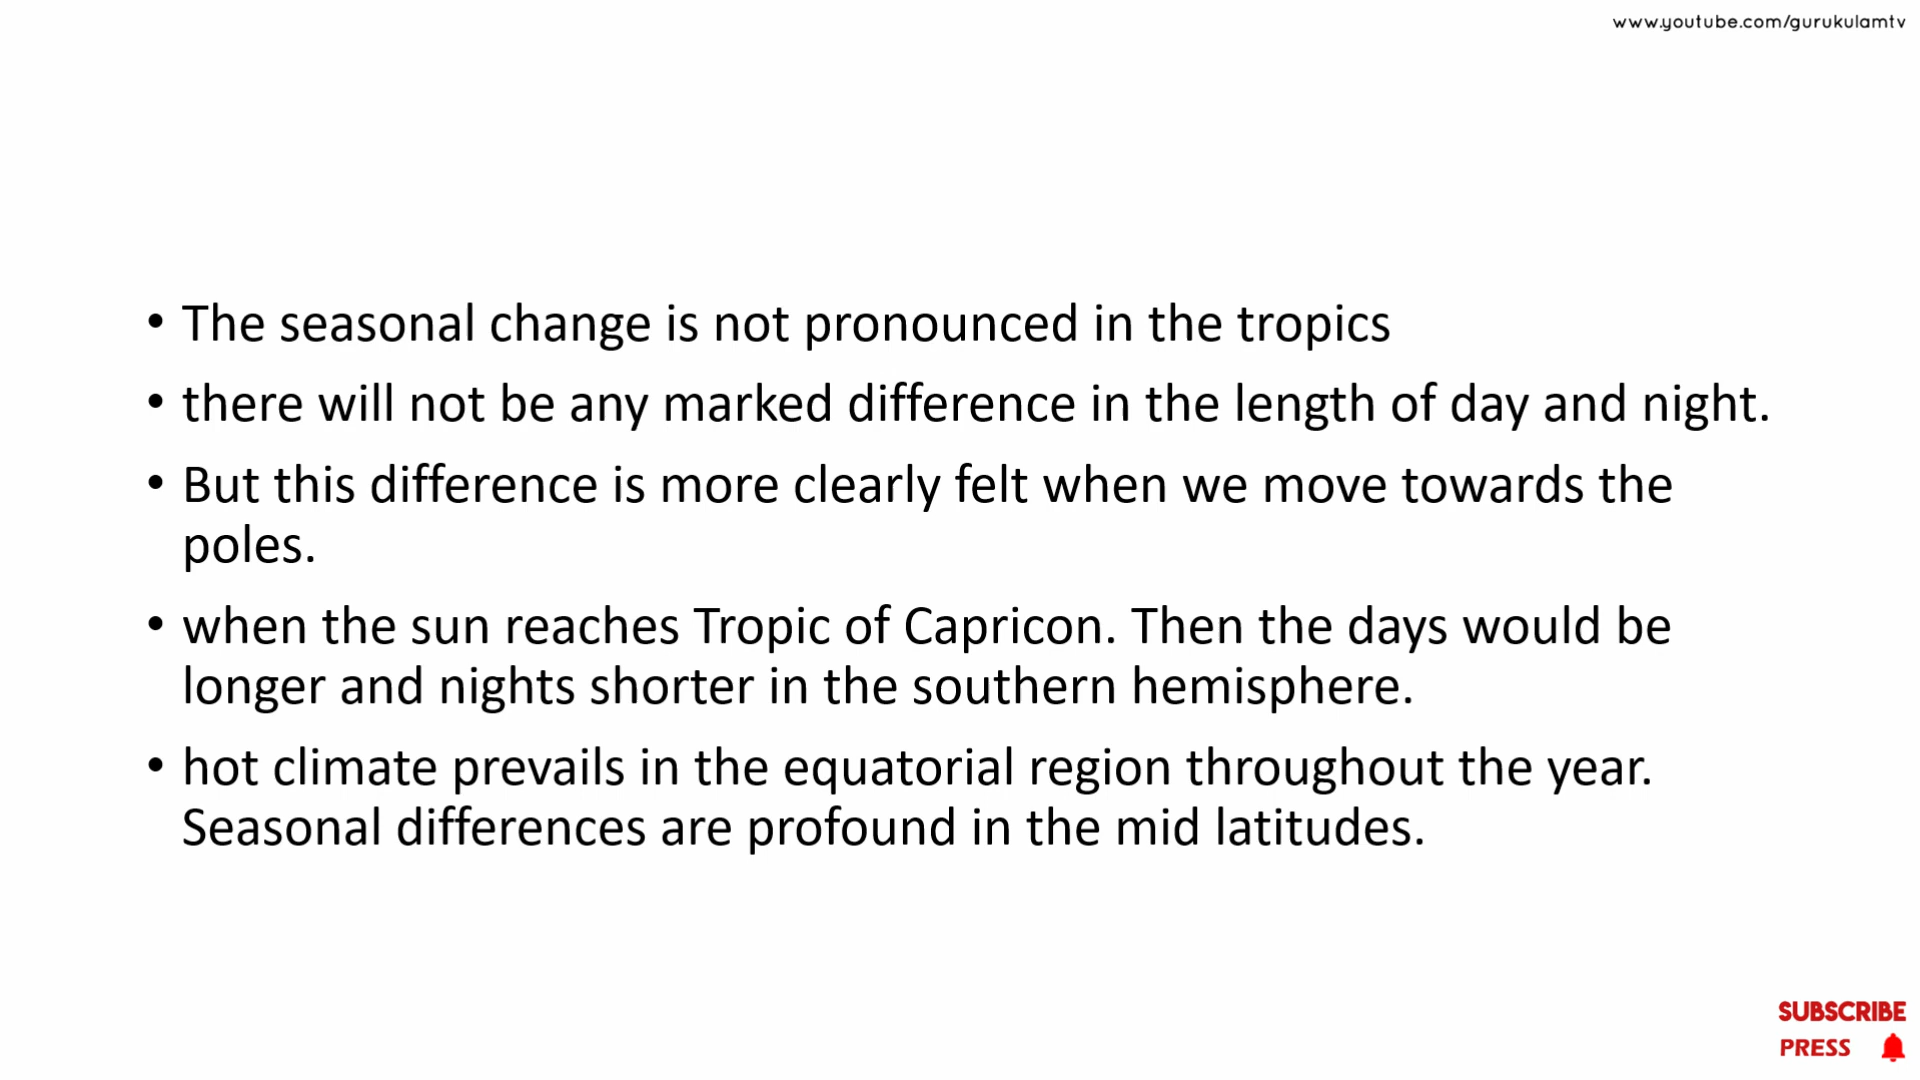 www.youtube.com/gurukulamtv
• The seasonal change is not pronounced in the tropics
• there will not be any marked difference in the length of day and night.
• But this difference is more clearly felt when we move towards the
poles.
• when the sun reaches Tropic of Capricon. Then the days would be
longer and nights shorter in the southern hemisphere.
• hot climate prevails in the equatorial region throughout the year.
Seasonal differences are profound in the mid latitudes.
SUBSCRIBE
PRESS